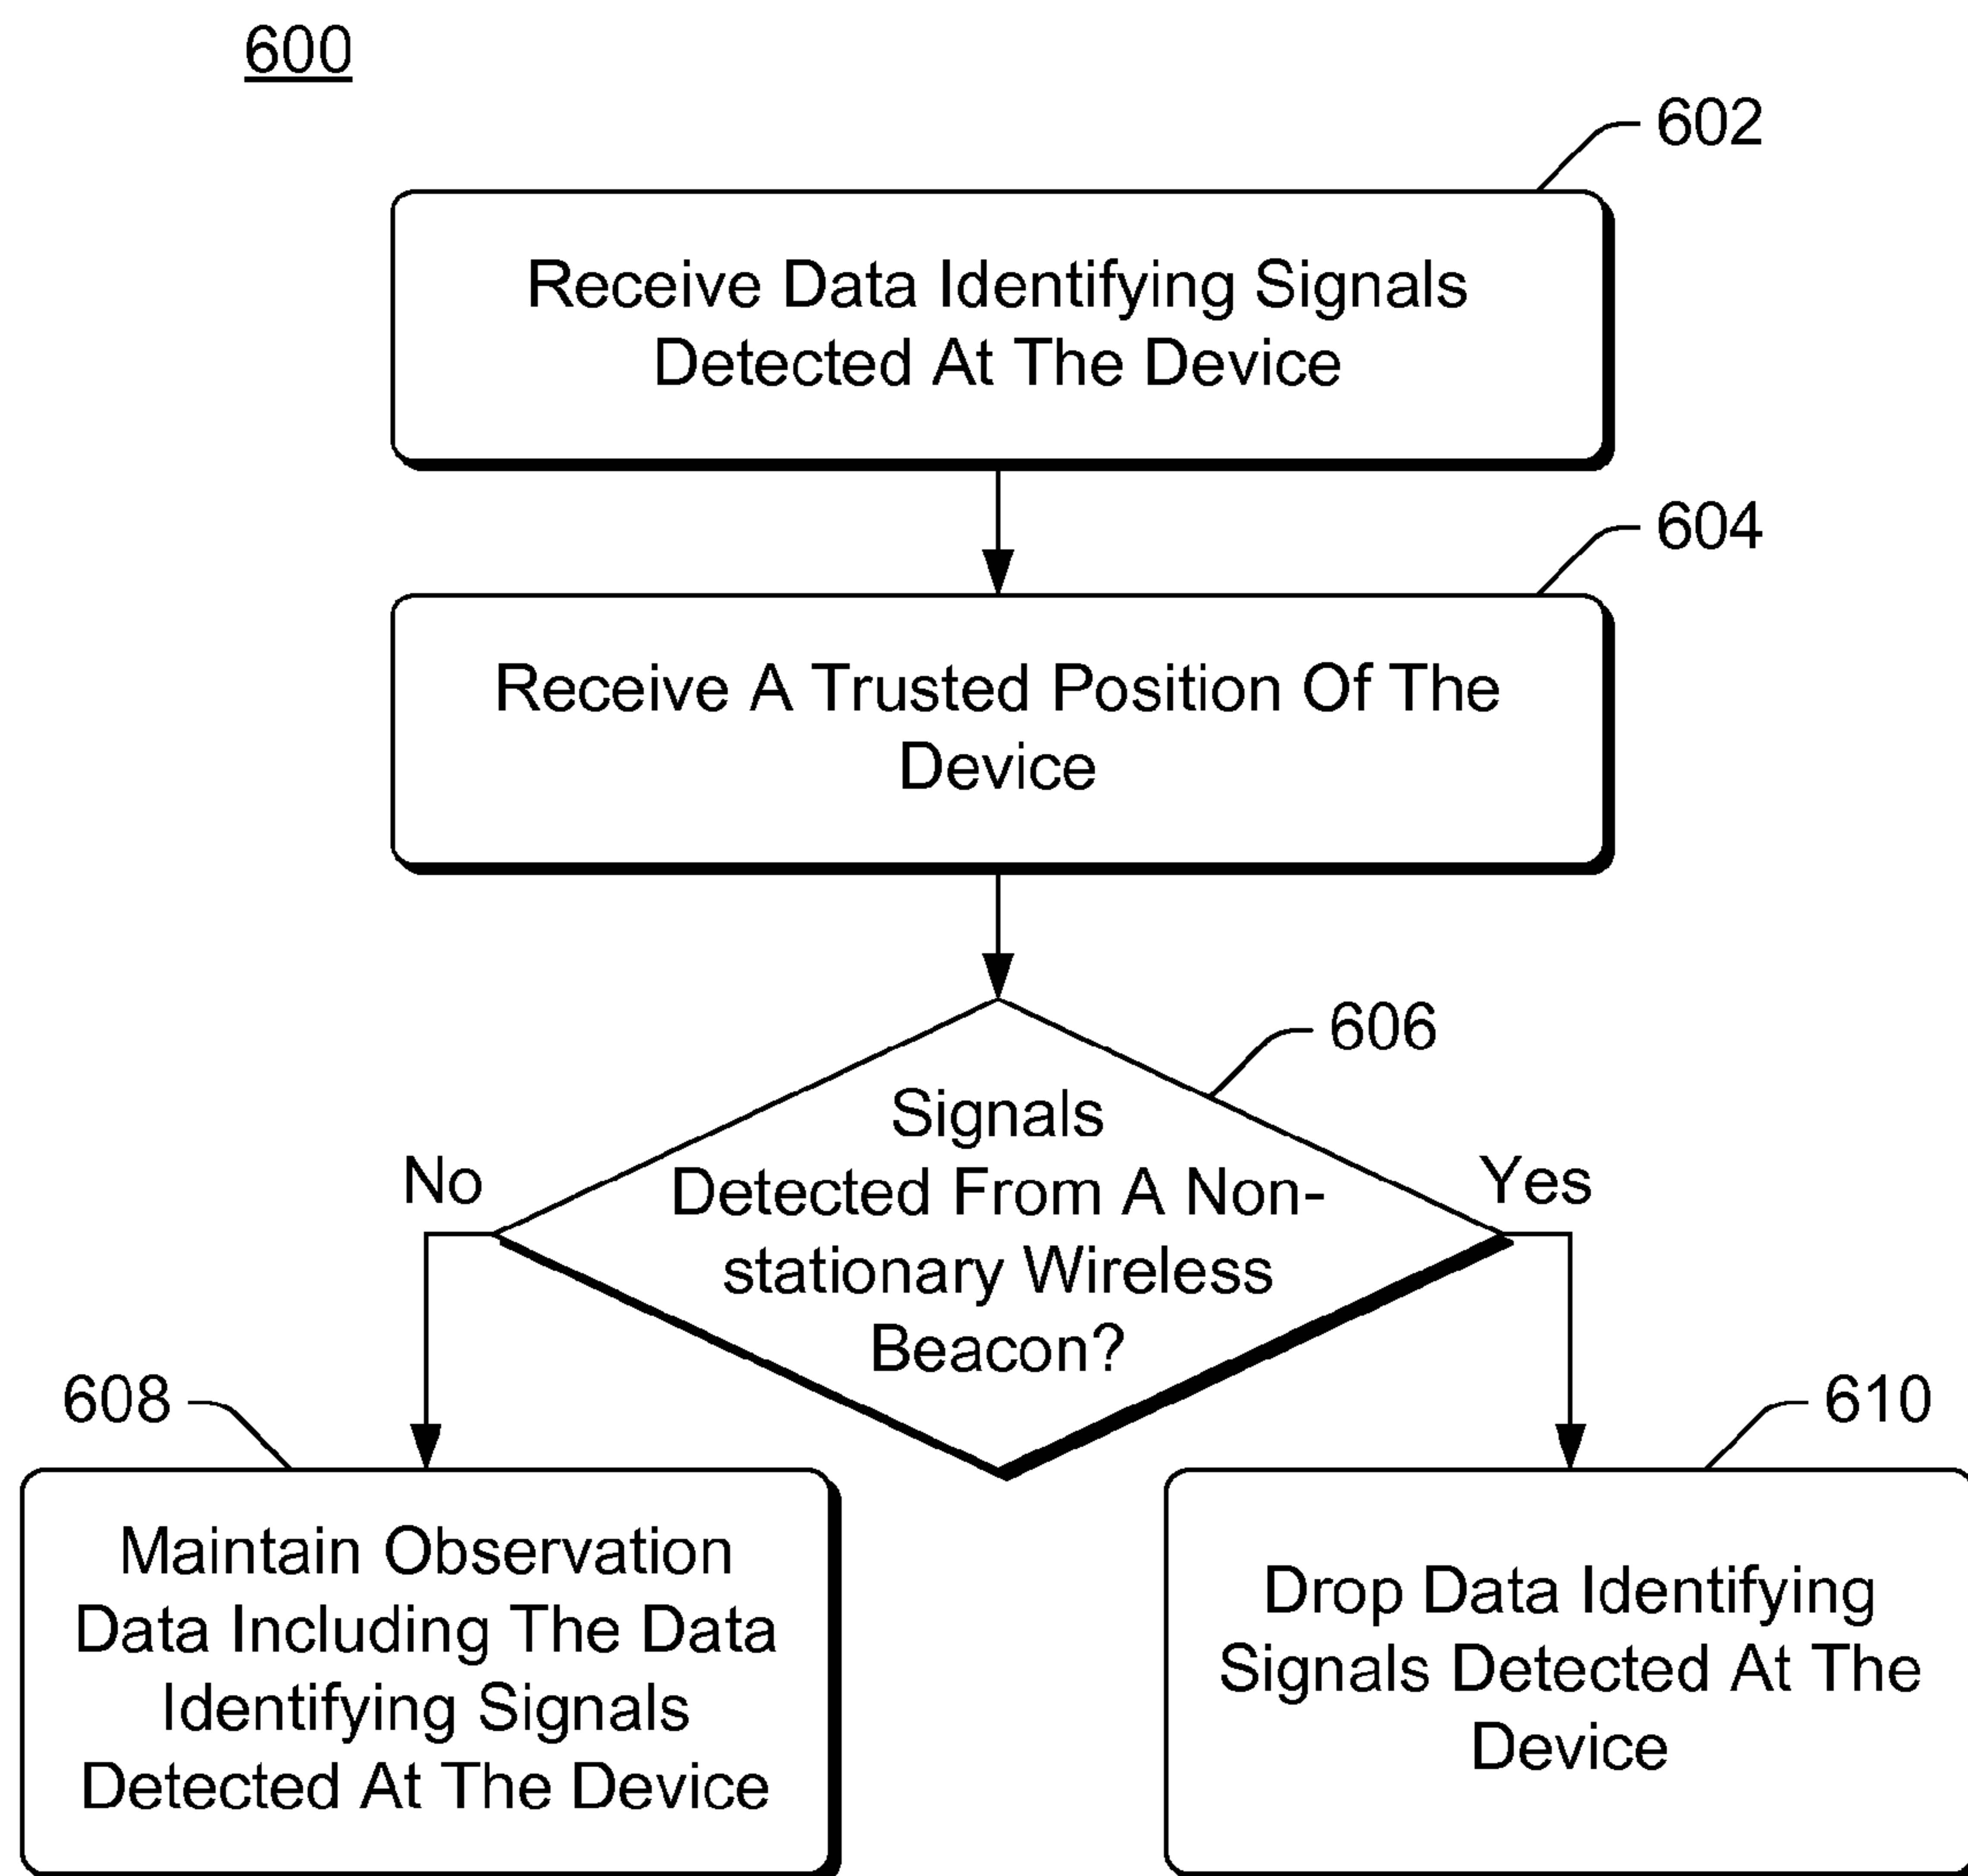 600
602
Receive Data Identifying Signals
Detected At The Device
604
Receive A Trusted Position Of The
Device
606
Signals
Detected From A Non-
stationary Wireless
Beacon?
No
Yes
608
Maintain Observation
Data Including The Data
Identifying Signals
Detected At The Device
610
Drop Data Identifying
Signals Detected At The
Device